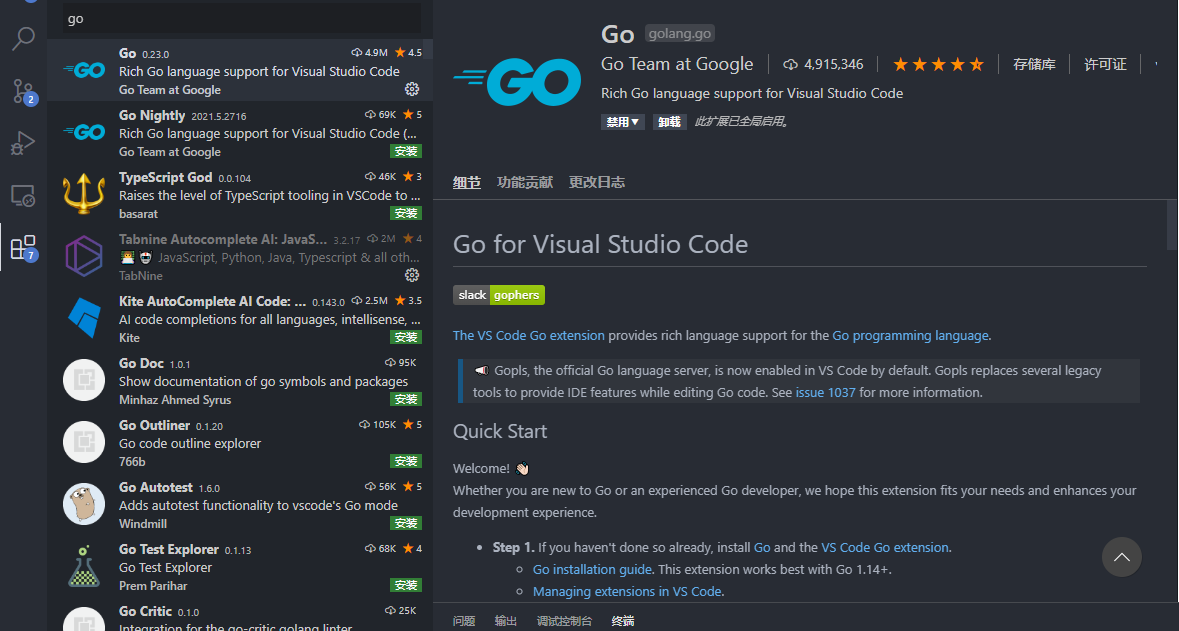 go
2
7
GO
Go 0.23.0 4.9M 4.5
Rich Go language support for Visual Studio Code
Go Team at Google
GO
Go Nightly 2021.5.2716 69K 5
Rich Go language support for Visual Studio Code (...
Go Team at Google 安装
TypeScript God 0.0.104 46K 3
Raises the level of TypeScript tooling in VSCode to ...
basarat 安装
Tabnine Autocomplete AI: JavaS... 3.2.17 2M 4
JavaScript, Python, Java, Typescript & all oth...
TabNine
Kite AutoComplete AI Code: ... 0.143.0 2.5M 3.5
AI code completions for all languages, intellisense, ...
Kite 安装
Go Doc 1.0.1 95K
Show documentation of go symbols and packages
Minhaz Ahmed Syrus 安装
Go Outliner 0.1.20 105K 5
Go code outline explorer
766b 安装
Go Autotest 1.6.0 56K 5
Adds autotest functionality to vscode's Go mode
Windmill 安装
Go Test Explorer 0.1.13 68K 4
Go Test Explorer
Prem Parihar 安装
Go Critic 0.1.0 25K
Integration for the go-critic golang linter
GO
Go golang.go
Go Team at Google 4,915,346 存储库 许可证
Rich Go language support for Visual Studio Code
禁用 卸载 此扩展已全局启用。
细节 功能贡献 更改日志
Go for Visual Studio Code
slack gophers
The VS Code Go extension provides rich language support for the Go programming language.
Gopls, the official Go language server, is now enabled in VS Code by default. Gopls replaces several legacy
tools to provide IDE features while editing Go code. See issue 1037 for more information.
Quick Start
Welcome!
Whether you are new to Go or an experienced Go developer, we hope this extension fits your needs and enhances your
development experience.
• Step 1. If you haven't done so already, install Go and the VS Code Go extension.
Go installation guide. This extension works best with Go 1.14+.
Managing extensions in VS Code.
问题 输出 调试控制台 终端